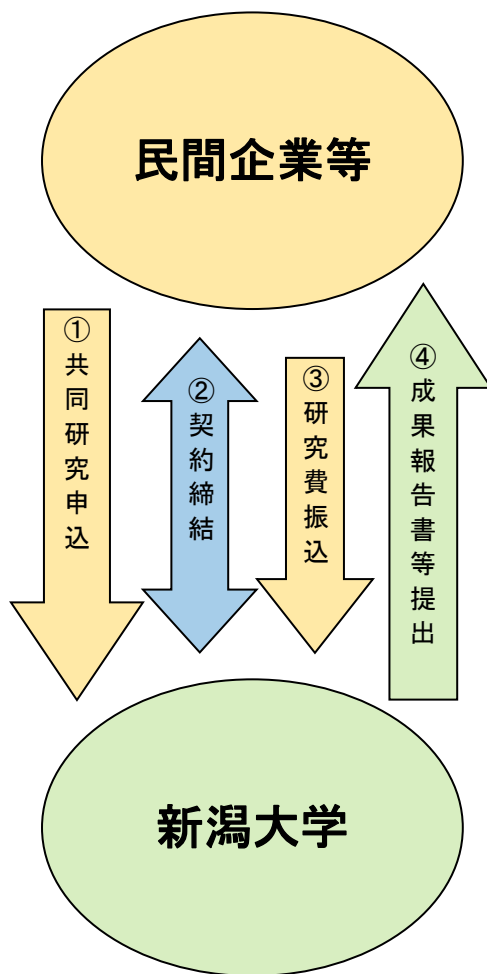 民間企業等
①共同研究申込
②契約締結
③研究費振込
④成果報告書等提出
新潟大学